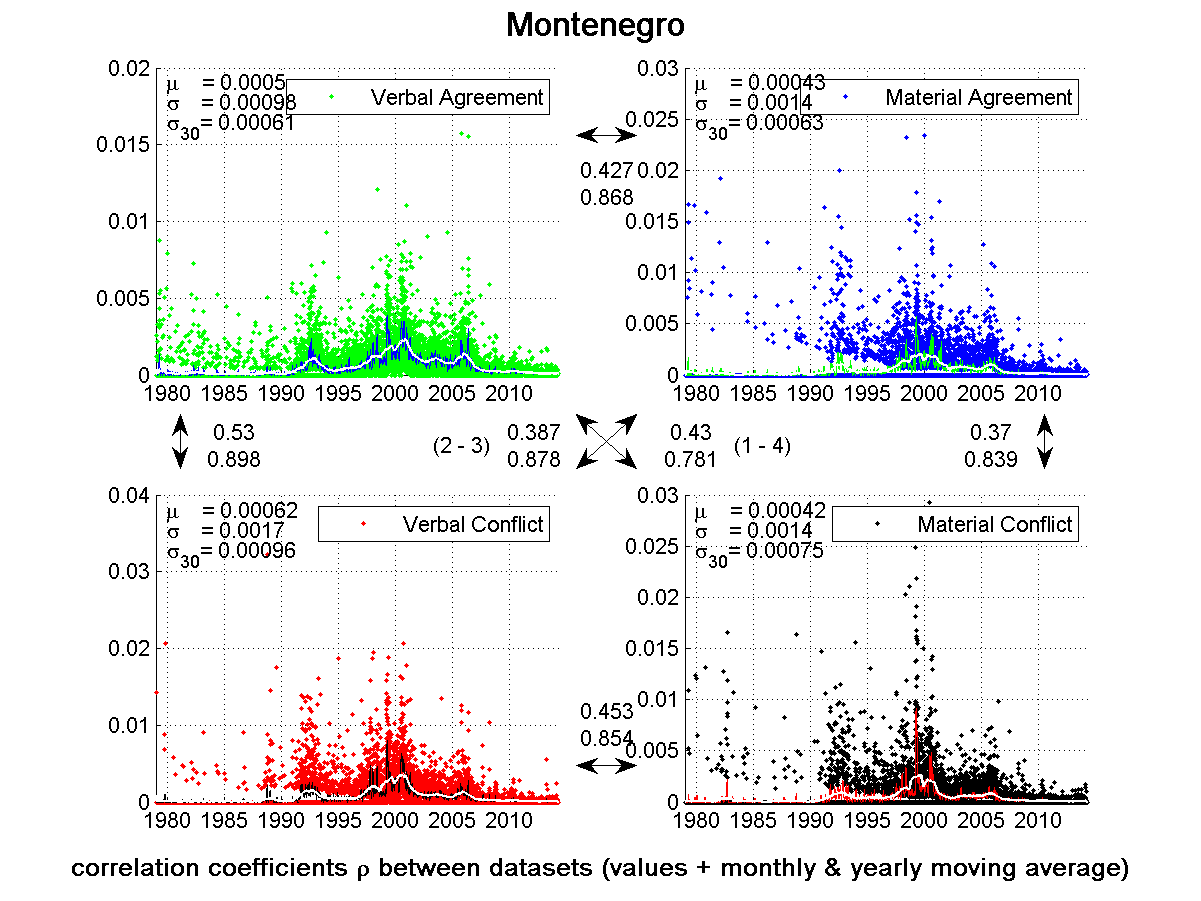 Montenegro
0.02
0.015
0.01
0.005
0
μ = 0.0005
σ = 0.00098
σ30 = 0.00061
Verbal Agreement
1980 1985 1990 1995 2000 2005 2010
0.427
0.868
0.03
0.025
0.02
0.015
0.01
0.005
0
μ = 0.00043
σ = 0.0014
σ30 = 0.00063
Material Agreement
1980 1985 1990 1995 2000 2005 2010
0.53
0.898
(2 - 3)
0.387
0.878
0.43
0.781
(1 - 4)
0.37
0.839
0.04
0.03
0.02
0.01
0
μ = 0.00062
σ = 0.0017
σ30 = 0.00096
Verbal Conflict
1980 1985 1990 1995 2000 2005 2010
0.453
0.854
0.03
0.025
0.02
0.015
0.01
0.005
0
μ = 0.00042
σ = 0.0014
σ30 = 0.00075
Material Conflict
1980 1985 1990 1995 2000 2005 2010
correlation coefficients ρ between datasets (values + monthly & yearly moving average)